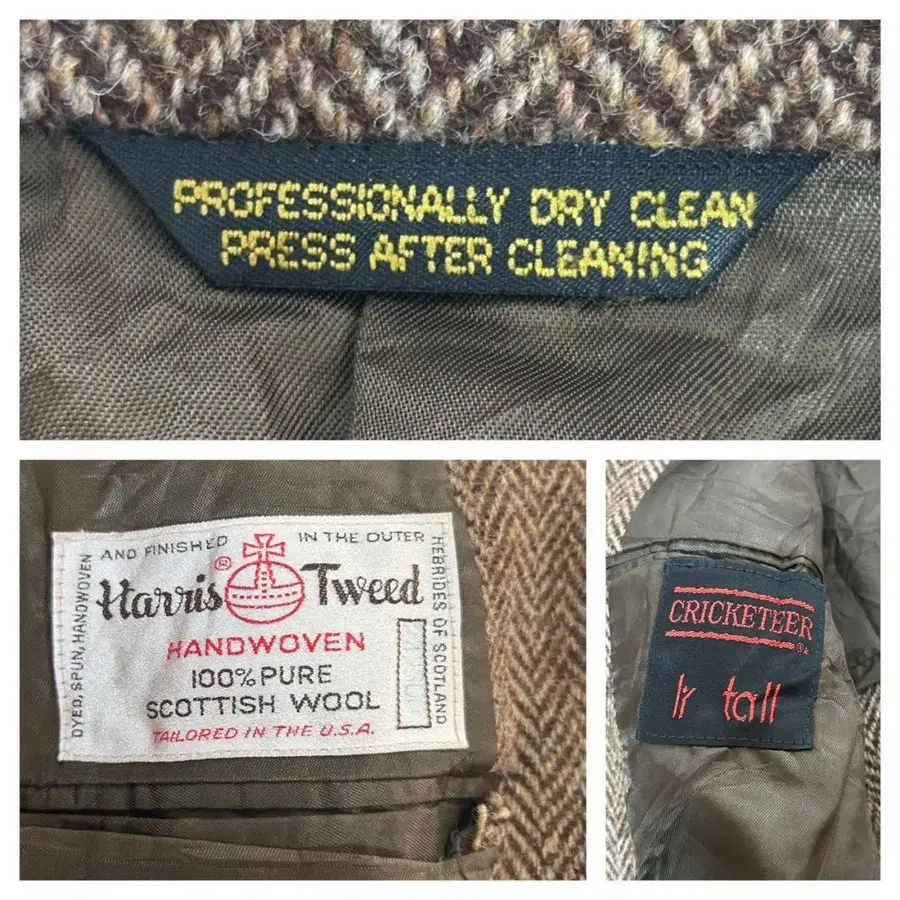 PROFESSIONALLY DRY CLEAN
PRESS AFTER CLEANING
DYED, SPUN, HANDWOVEN
AND FINISHED
IN THE OUTER
HEBRIDES OF SCOTLAND
Harris® Tweed
HANDWOVEN
100% PURE
SCOTTISH WOOL
TAILORED IN THE U.S.A.
CRICKETEER
®
lr tall